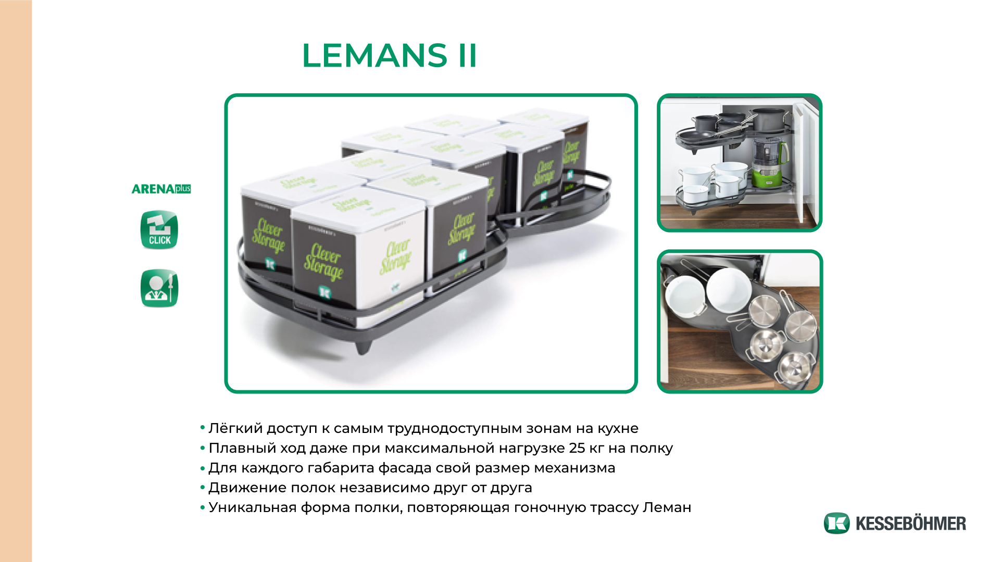 LEMANS II
ARENAplus
CLICK
Clever
Storage
Clever
Storage
Clever
Storage
Clever
Storage
Clever
Storage
Clever
Storage
• Лёгкий доступ к самым труднодоступным зонам на кухне
• Плавный ход даже при максимальной нагрузке 25 кг на полку
• Для каждого габарита фасада свой размер механизма
• Движение полок независимо друг от друга
• Уникальная форма полки, повторяющая гоночную трассу Леман
KESSEBÖHMER